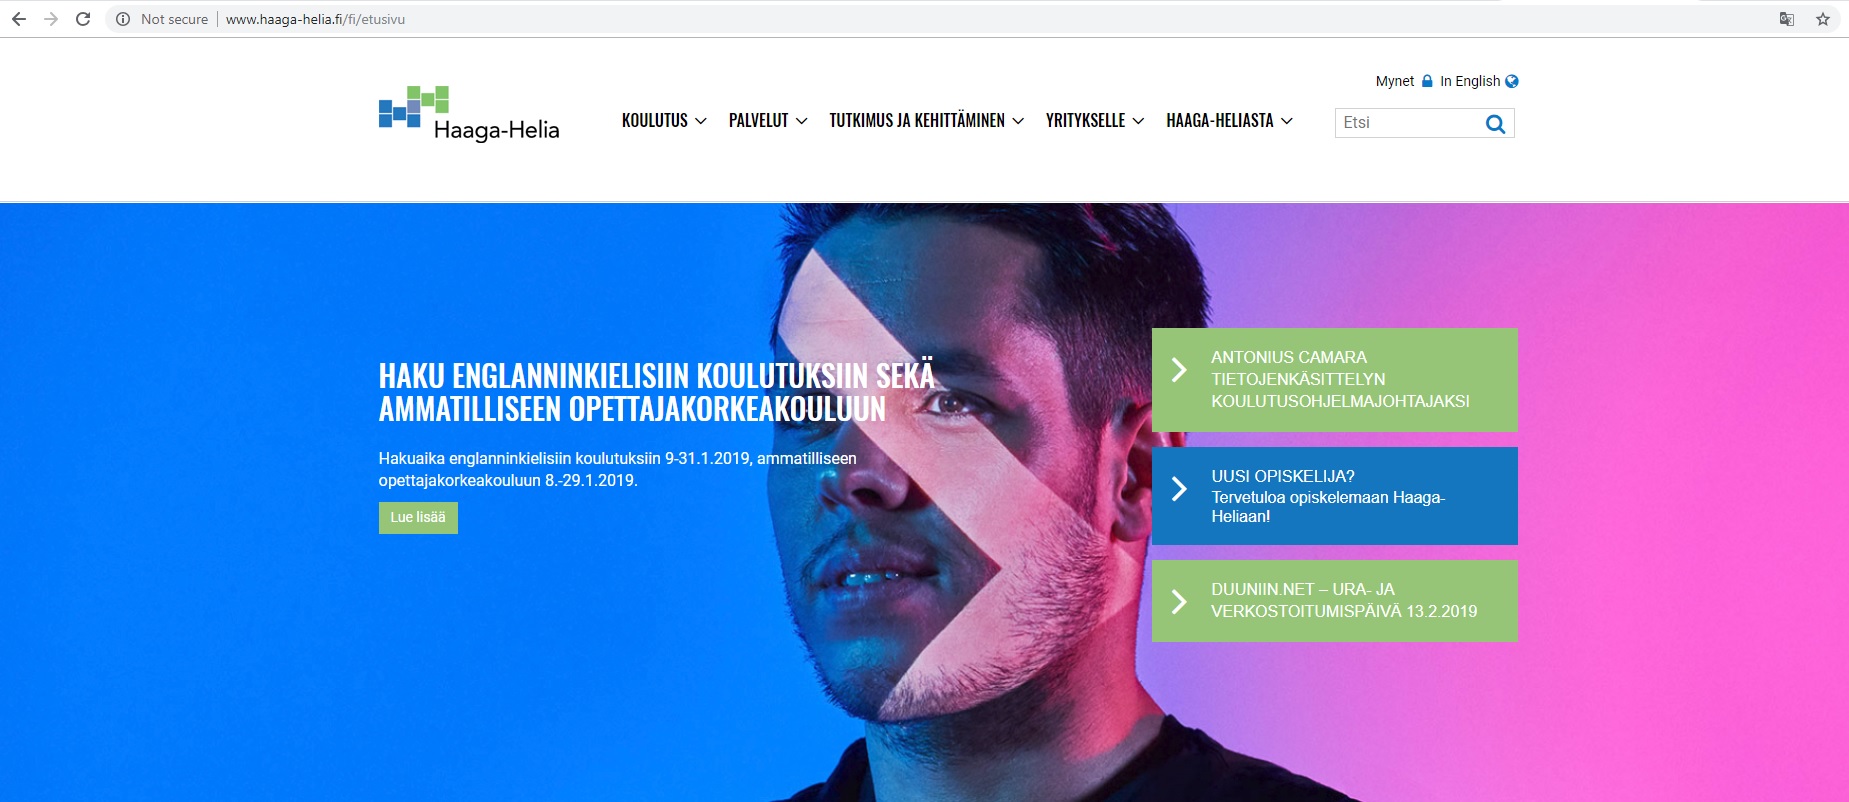 Not secure
www.haaga-helia.fi/fi/etusivu
Mynet In English
Haaga-Helia
KOULUTUS PALVELUT TUTKIMUS JA KEHITTÄMINEN YRITYKSELLE HAAGA-HELIASTA
Etsi
HAKU ENGLANNINKIELISIIN KOULUTUKSIIN SEKÄ
AMMATILLISEEN OPETTAJAKORKEAKOULUUN
Hakuaika englanninkielisiin koulutuksiin 9-31.1.2019, ammatilliseen
opettajakorkeakouluun 8.-29.1.2019.
Lue lisää
ANTONIUS CAMARA
TIETOJENKÄSITTELYN
KOULUTUSOHJELMAJOHTAJAKSI
UUSI OPISKELIJA?
Tervetuloa opiskelemaan Haaga-
Heliaan!
DUUNIIN.NET – URA- JA
VERKOSTOITUMISPÄIVÄ 13.2.2019